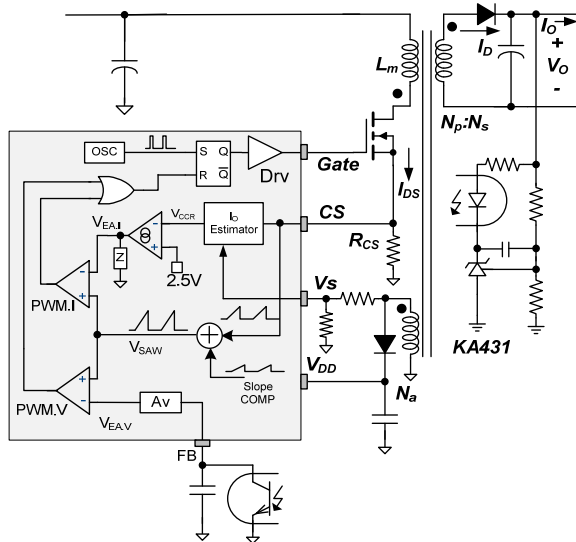 I_O
+
V_O
-
I_D
L_m
N_p:N_s
OSC
S Q
R Q̅
Drv
Gate
I_DS
V_CCR
I_O
Estimator
CS
R_CS
V_EA.I
-
+
Z
2.5V
PWM.I
-
+
Vs
V_SAW
+
KA431
V_DD
N_a
Slope
COMP
PWM.V
+
-
V_EA.V
Av
FB